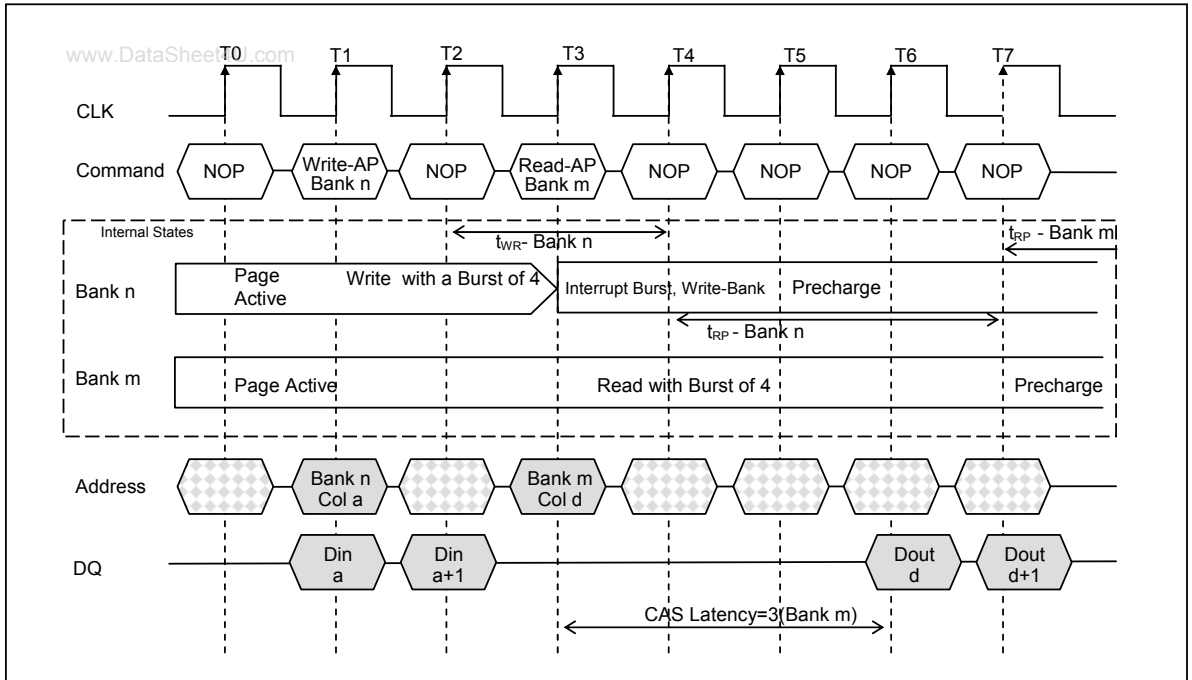 www.DataSheet4U.com
T0 T1 T2 T3 T4 T5 T6 T7
CLK
Command NOP Write-AP NOP Read-AP NOP NOP NOP NOP
Bank n Bank m
Internal States
tWR- Bank n
tRP - Bank m
Bank n
Page
Active
Write with a Burst of 4
Interrupt Burst, Write-Bank Precharge
tRP - Bank n
Bank m
Page Active Read with Burst of 4 Precharge
Address
Bank n
Col a
Bank m
Col d
DQ
Din
a
Din
a+1
Dout
d
Dout
d+1
CAS Latency=3(Bank m)